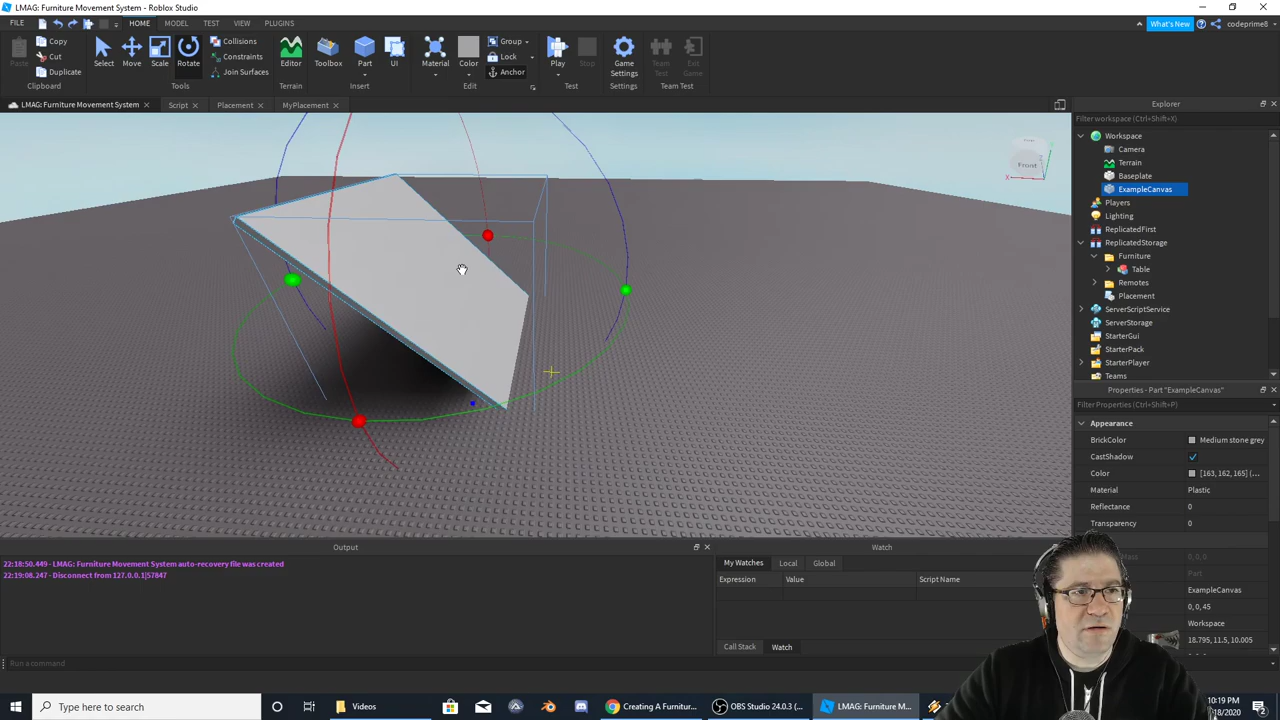 LMAG: Furniture Movement System - Roblox Studio
FILE HOME MODEL TEST VIEW PLUGINS What's New codeprime8
Copy Collisions Group
Cut Constraints Lock
Duplicate Join Surfaces Anchor
Paste Select Move Scale Rotate Editor Toolbox Part UI Material Color Play Stop Game Settings Team Test Exit Game
Clipboard Tools Terrain Insert Edit Test Settings Team Test
LMAG: Furniture Movement System Script Placement MyPlacement
Explorer
Filter workspace (Ctrl+Shift+X)
Workspace
Camera
Terrain
Baseplate
ExampleCanvas
Players
Lighting
ReplicatedFirst
ReplicatedStorage
Furniture
Table
Remotes
Placement
ServerScriptService
ServerStorage
StarterGui
StarterPack
StarterPlayer
Teams
Front
X
Properties - Part "ExampleCanvas"
Filter Properties (Ctrl+Shift+P)
Appearance
BrickColor Medium stone grey
CastShadow
Color [163, 162, 165] (...
Material Plastic
Reflectance 0
Transparency 0
0, 0, 0
Part
ExampleCanvas
0, 0, 45
Workspace
18.795, 11.5, 10.005
Output
22:18:50.449 - LMAG: Furniture Movement System auto-recovery file was created
22:19:08.247 - Disconnect from 127.0.0.1|57847
Watch
My Watches Local Global
Expression Value Script Name
Call Stack Watch
Run a command
Type here to search
Videos
Creating A Furnitur...
OBS Studio 24.0.3 (...
LMAG: Furniture M...
10:19 PM